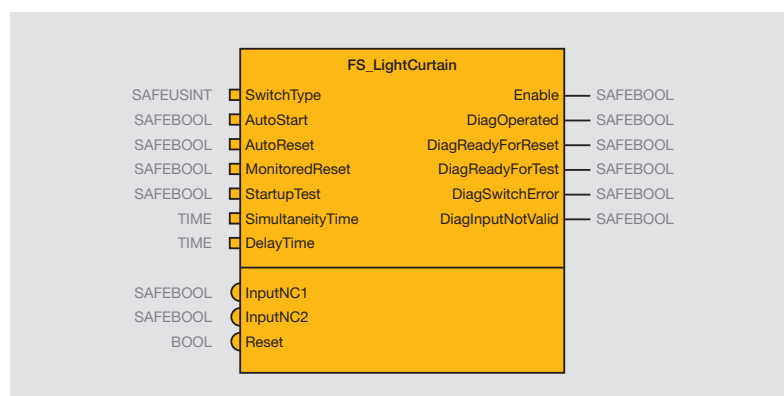 FS_LightCurtain
SAFEUSINT SwitchType Enable SAFEBOOL
SAFEBOOL AutoStart DiagOperated SAFEBOOL
SAFEBOOL AutoReset DiagReadyForReset SAFEBOOL
SAFEBOOL MonitoredReset DiagReadyForTest SAFEBOOL
SAFEBOOL StartupTest DiagSwitchError SAFEBOOL
TIME SimultaneityTime DiagInputNotValid SAFEBOOL
TIME DelayTime
SAFEBOOL InputNC1
SAFEBOOL InputNC2
BOOL Reset